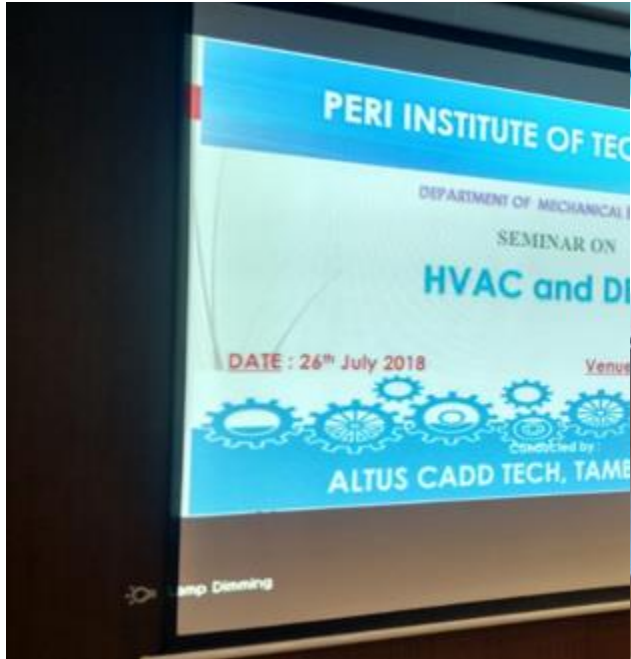 PERI INSTITUTE OF TEC
DEPARTMENT OF MECHANICAL E
SEMINAR ON
HVAC and DE
DATE : 26th July 2018
Venue
Conducted by :
ALTUS CADD TECH, TAMB
Lamp Dimming